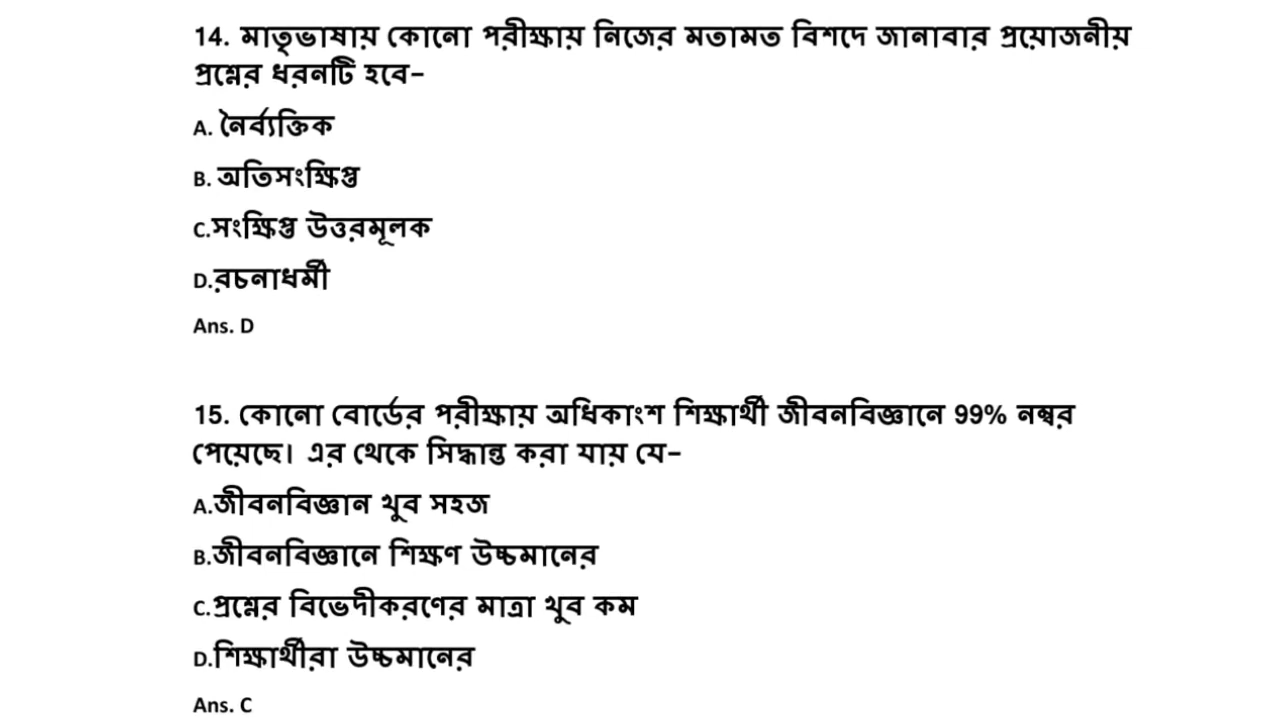 14. মাতৃভাষায় কোনো পরীক্ষায় নিজের মতামত বিশদে জানাবার প্রয়োজনীয়
প্রশ্নের ধরনটি হবে-
A. নৈর্ব্যক্তিক
B. অতিসংক্ষিপ্ত
C.সংক্ষিপ্ত উত্তরমূলক
D.রচনাধর্মী
Ans. D
15. কোনো বোর্ডের পরীক্ষায় অধিকাংশ শিক্ষার্থী জীবনবিজ্ঞানে 99% নম্বর
পেয়েছে। এর থেকে সিদ্ধান্ত করা যায় যে-
A.জীবনবিজ্ঞান খুব সহজ
B.জীবনবিজ্ঞানে শিক্ষণ উচ্চমানের
C.প্রশ্নের বিভেদীকরণের মাত্রা খুব কম
D.শিক্ষার্থীরা উচ্চমানের
Ans. C